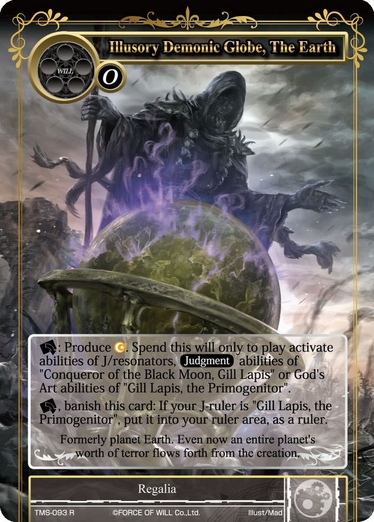 Illusory Demonic Globe, The Earth
WILL
0
: Produce . Spend this will only to play activate
abilities of J/resonators, Judgment abilities of
"Conqueror of the Black Moon, Gill Lapis" or God's
Art abilities of "Gill Lapis, the Primogenitor".
, banish this card: If your J-ruler is "Gill Lapis, the
Primogenitor", put it into your ruler area, as a ruler.
Formerly planet Earth. Even now an entire planet's
worth of terror flows forth from the creation.
Regalia
TMS-093 R ©FORCE OF WILL Co.,Ltd. Illust/Mad